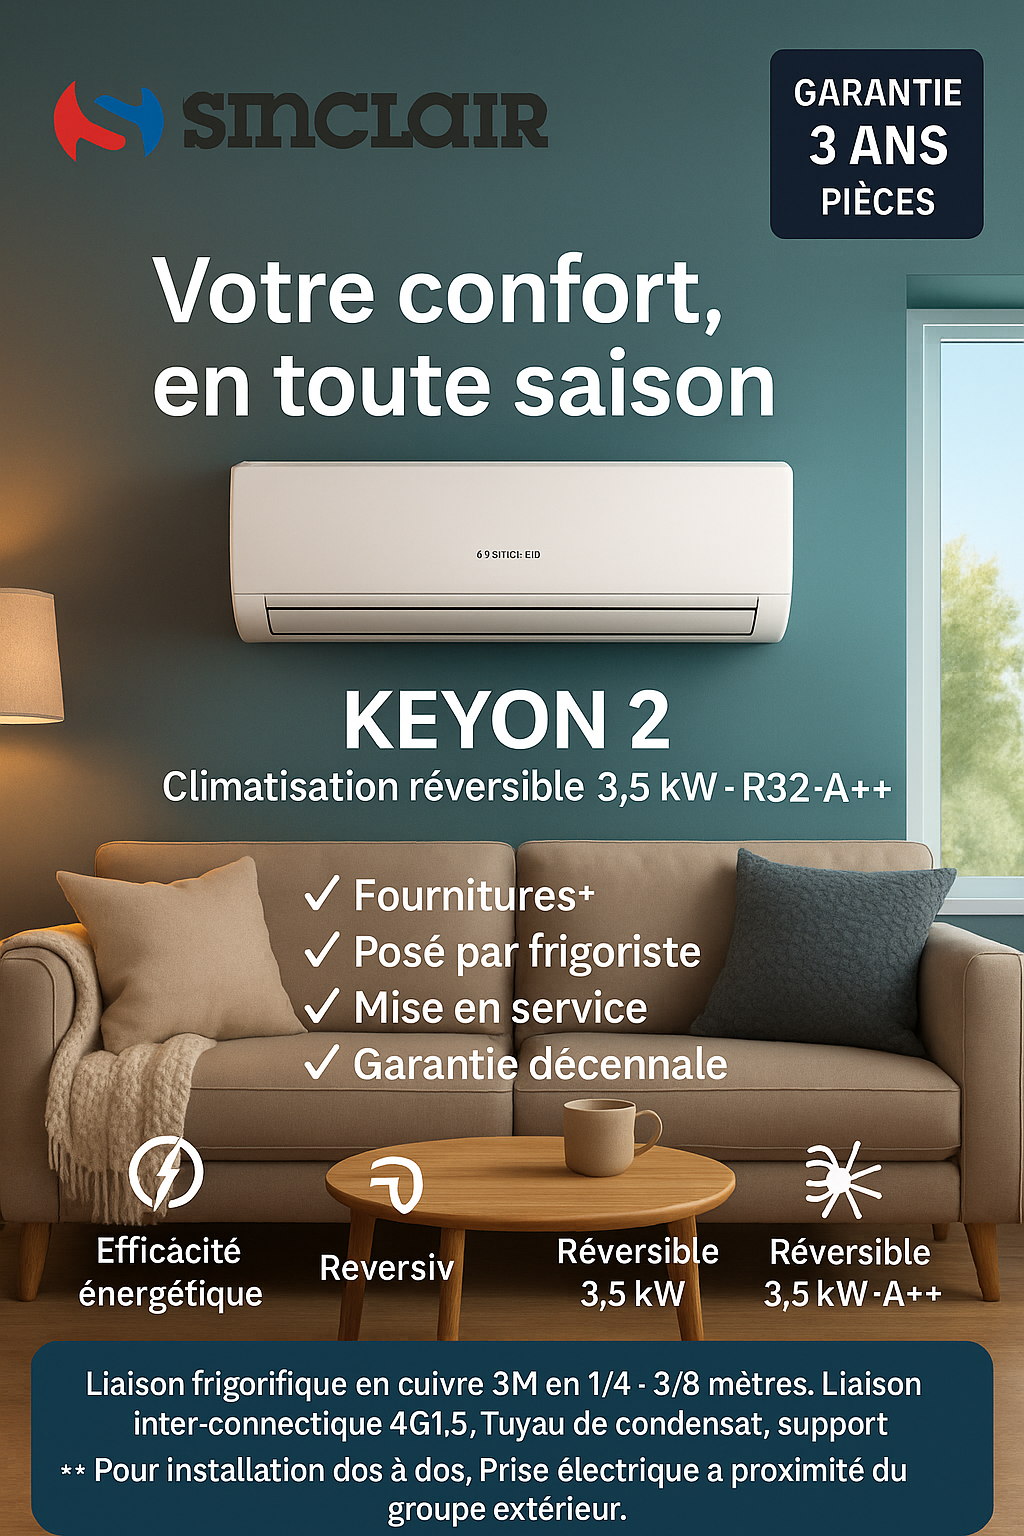 SINCLAIR
GARANTIE
3 ANS
PIÈCES
Votre confort,
en toute saison
6 9 SITICI: EID
KEYON 2
Climatisation réversible 3,5 kW - R32-A++
✓ Fournitures+
✓ Posé par frigoriste
✓ Mise en service
✓ Garantie décennale
Efficacité
énergétique
Reversiv
Réversible
3,5 kW
Réversible
3,5 kW-A++
Liaison frigorifique en cuivre 3M en 1/4 - 3/8 mètres. Liaison
inter-connectique 4G1,5, Tuyau de condensat, support
** Pour installation dos à dos, Prise électrique a proximité du
groupe extérieur.